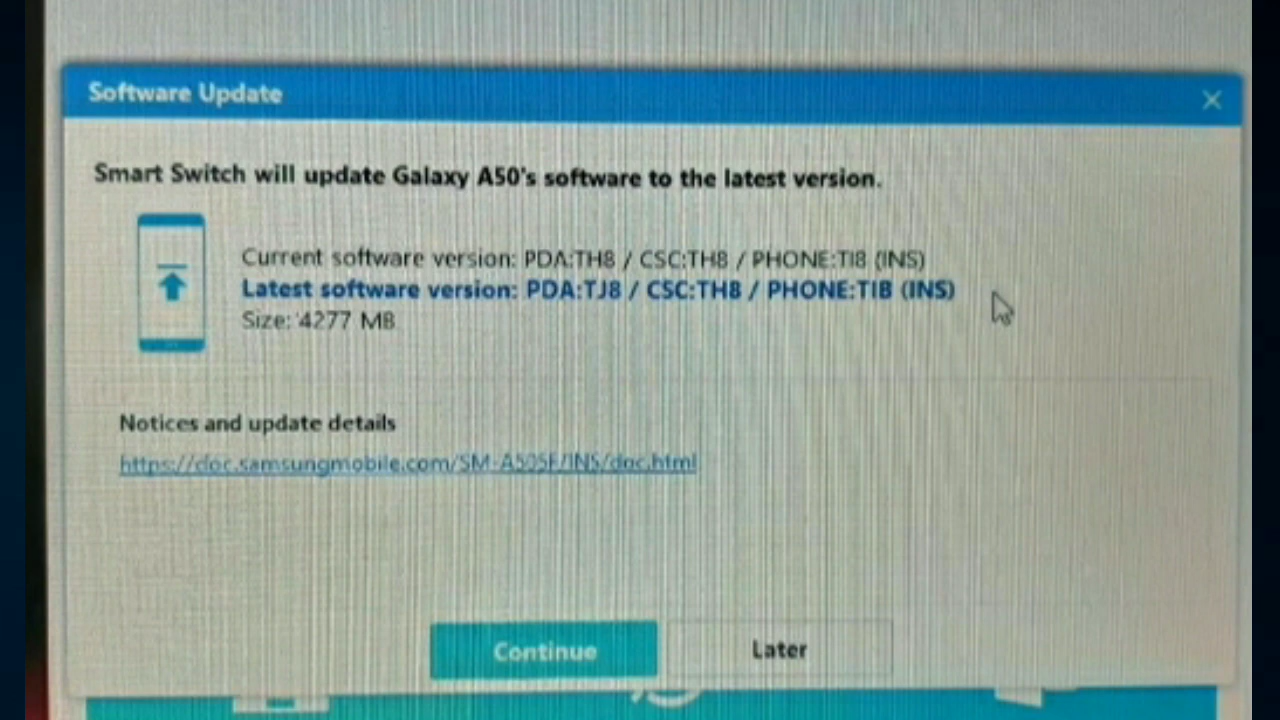 Software Update
Smart Switch will update Galaxy A50's software to the latest version.
Current software version: PDA:TH8 / CSC:TH8 / PHONE:TI8 (INS)
Latest software version: PDA:TJ8 / CSC:TH8 / PHONE:TIB (INS)
Size: 4277 MB
Notices and update details
https://doc.samsungmobile.com/SM-A505F/INS/doc.html
Continue
Later